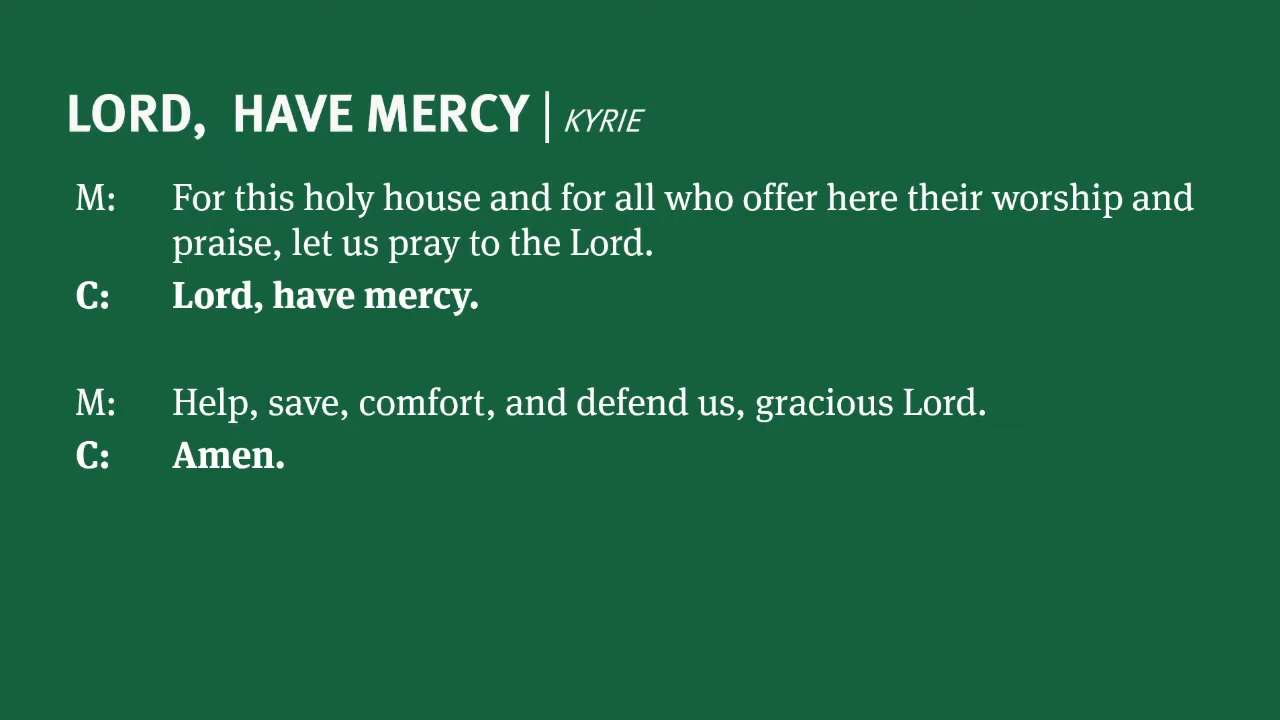 LORD, HAVE MERCY | KYRIE
M: For this holy house and for all who offer here their worship and
praise, let us pray to the Lord.
C: Lord, have mercy.
M: Help, save, comfort, and defend us, gracious Lord.
C: Amen.